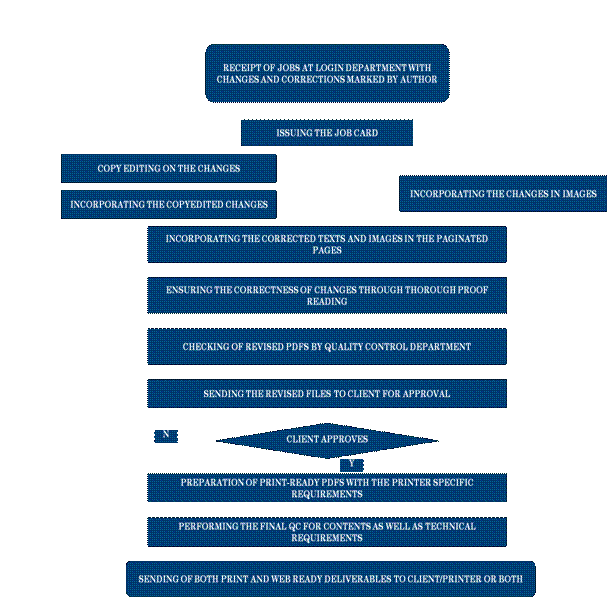 RECEIPT OF JOBS AT LOGIN DEPARTMENT WITH
CHANGES AND CORRECTIONS MARKED BY AUTHOR
ISSUING THE JOB CARD
COPY EDITING ON THE CHANGES
INCORPORATING THE COPYEDITED CHANGES
INCORPORATING THE CHANGES IN IMAGES
INCORPORATING THE CORRECTED TEXTS AND IMAGES IN THE PAGINATED
PAGES
ENSURING THE CORRECTNESS OF CHANGES THROUGH THOROUGH PROOF
READING
CHECKING OF REVISED PDFS BY QUALITY CONTROL DEPARTMENT
SENDING THE REVISED FILES TO CLIENT FOR APPROVAL
N
CLIENT APPROVES
Y
PREPARATION OF PRINT-READY PDFS WITH THE PRINTER SPECIFIC
REQUIREMENTS
PERFORMING THE FINAL QC FOR CONTENTS AS WELL AS TECHNICAL
REQUIREMENTS
SENDING OF BOTH PRINT AND WEB READY DELIVERABLES TO CLIENT/PRINTER OR BOTH